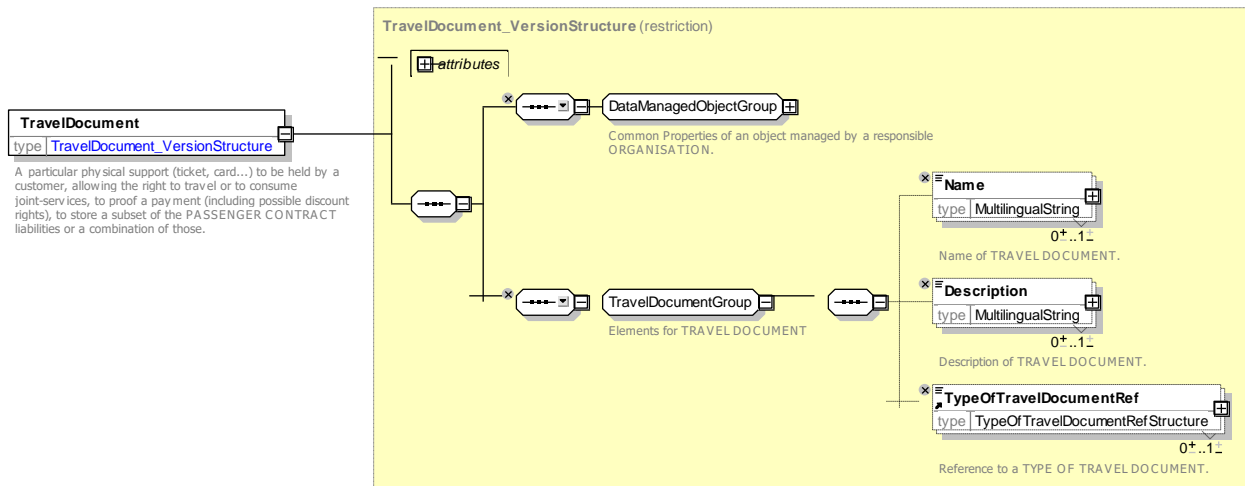 TravelDocument_VersionStructure (restriction)
attributes
TravelDocument
type TravelDocument_VersionStructure
A particular physical support (ticket, card...) to be held by a
customer, allowing the right to travel or to consume
joint-services, to proof a payment (including possible discount
rights), to store a subset of the PASSENGER CONTRACT
liabilities or a combination of those.
DataManagedObjectGroup
Common Properties of an object managed by a responsible
ORGANISATION.
Name
type MultilingualString
0..1
Name of TRAVEL DOCUMENT.
TravelDocumentGroup
Elements for TRAVEL DOCUMENT
Description
type MultilingualString
0..1
Description of TRAVEL DOCUMENT.
TypeOfTravelDocumentRef
type TypeOfTravelDocumentRefStructure
0..1
Reference to a TYPE OF TRAVEL DOCUMENT.